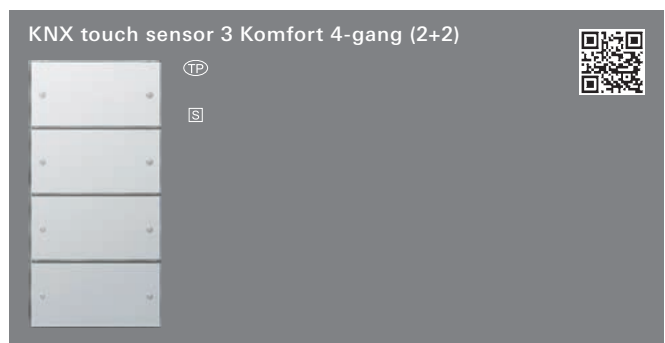 KNX touch sensor 3 Komfort 4-gang (2+2)
TP
S